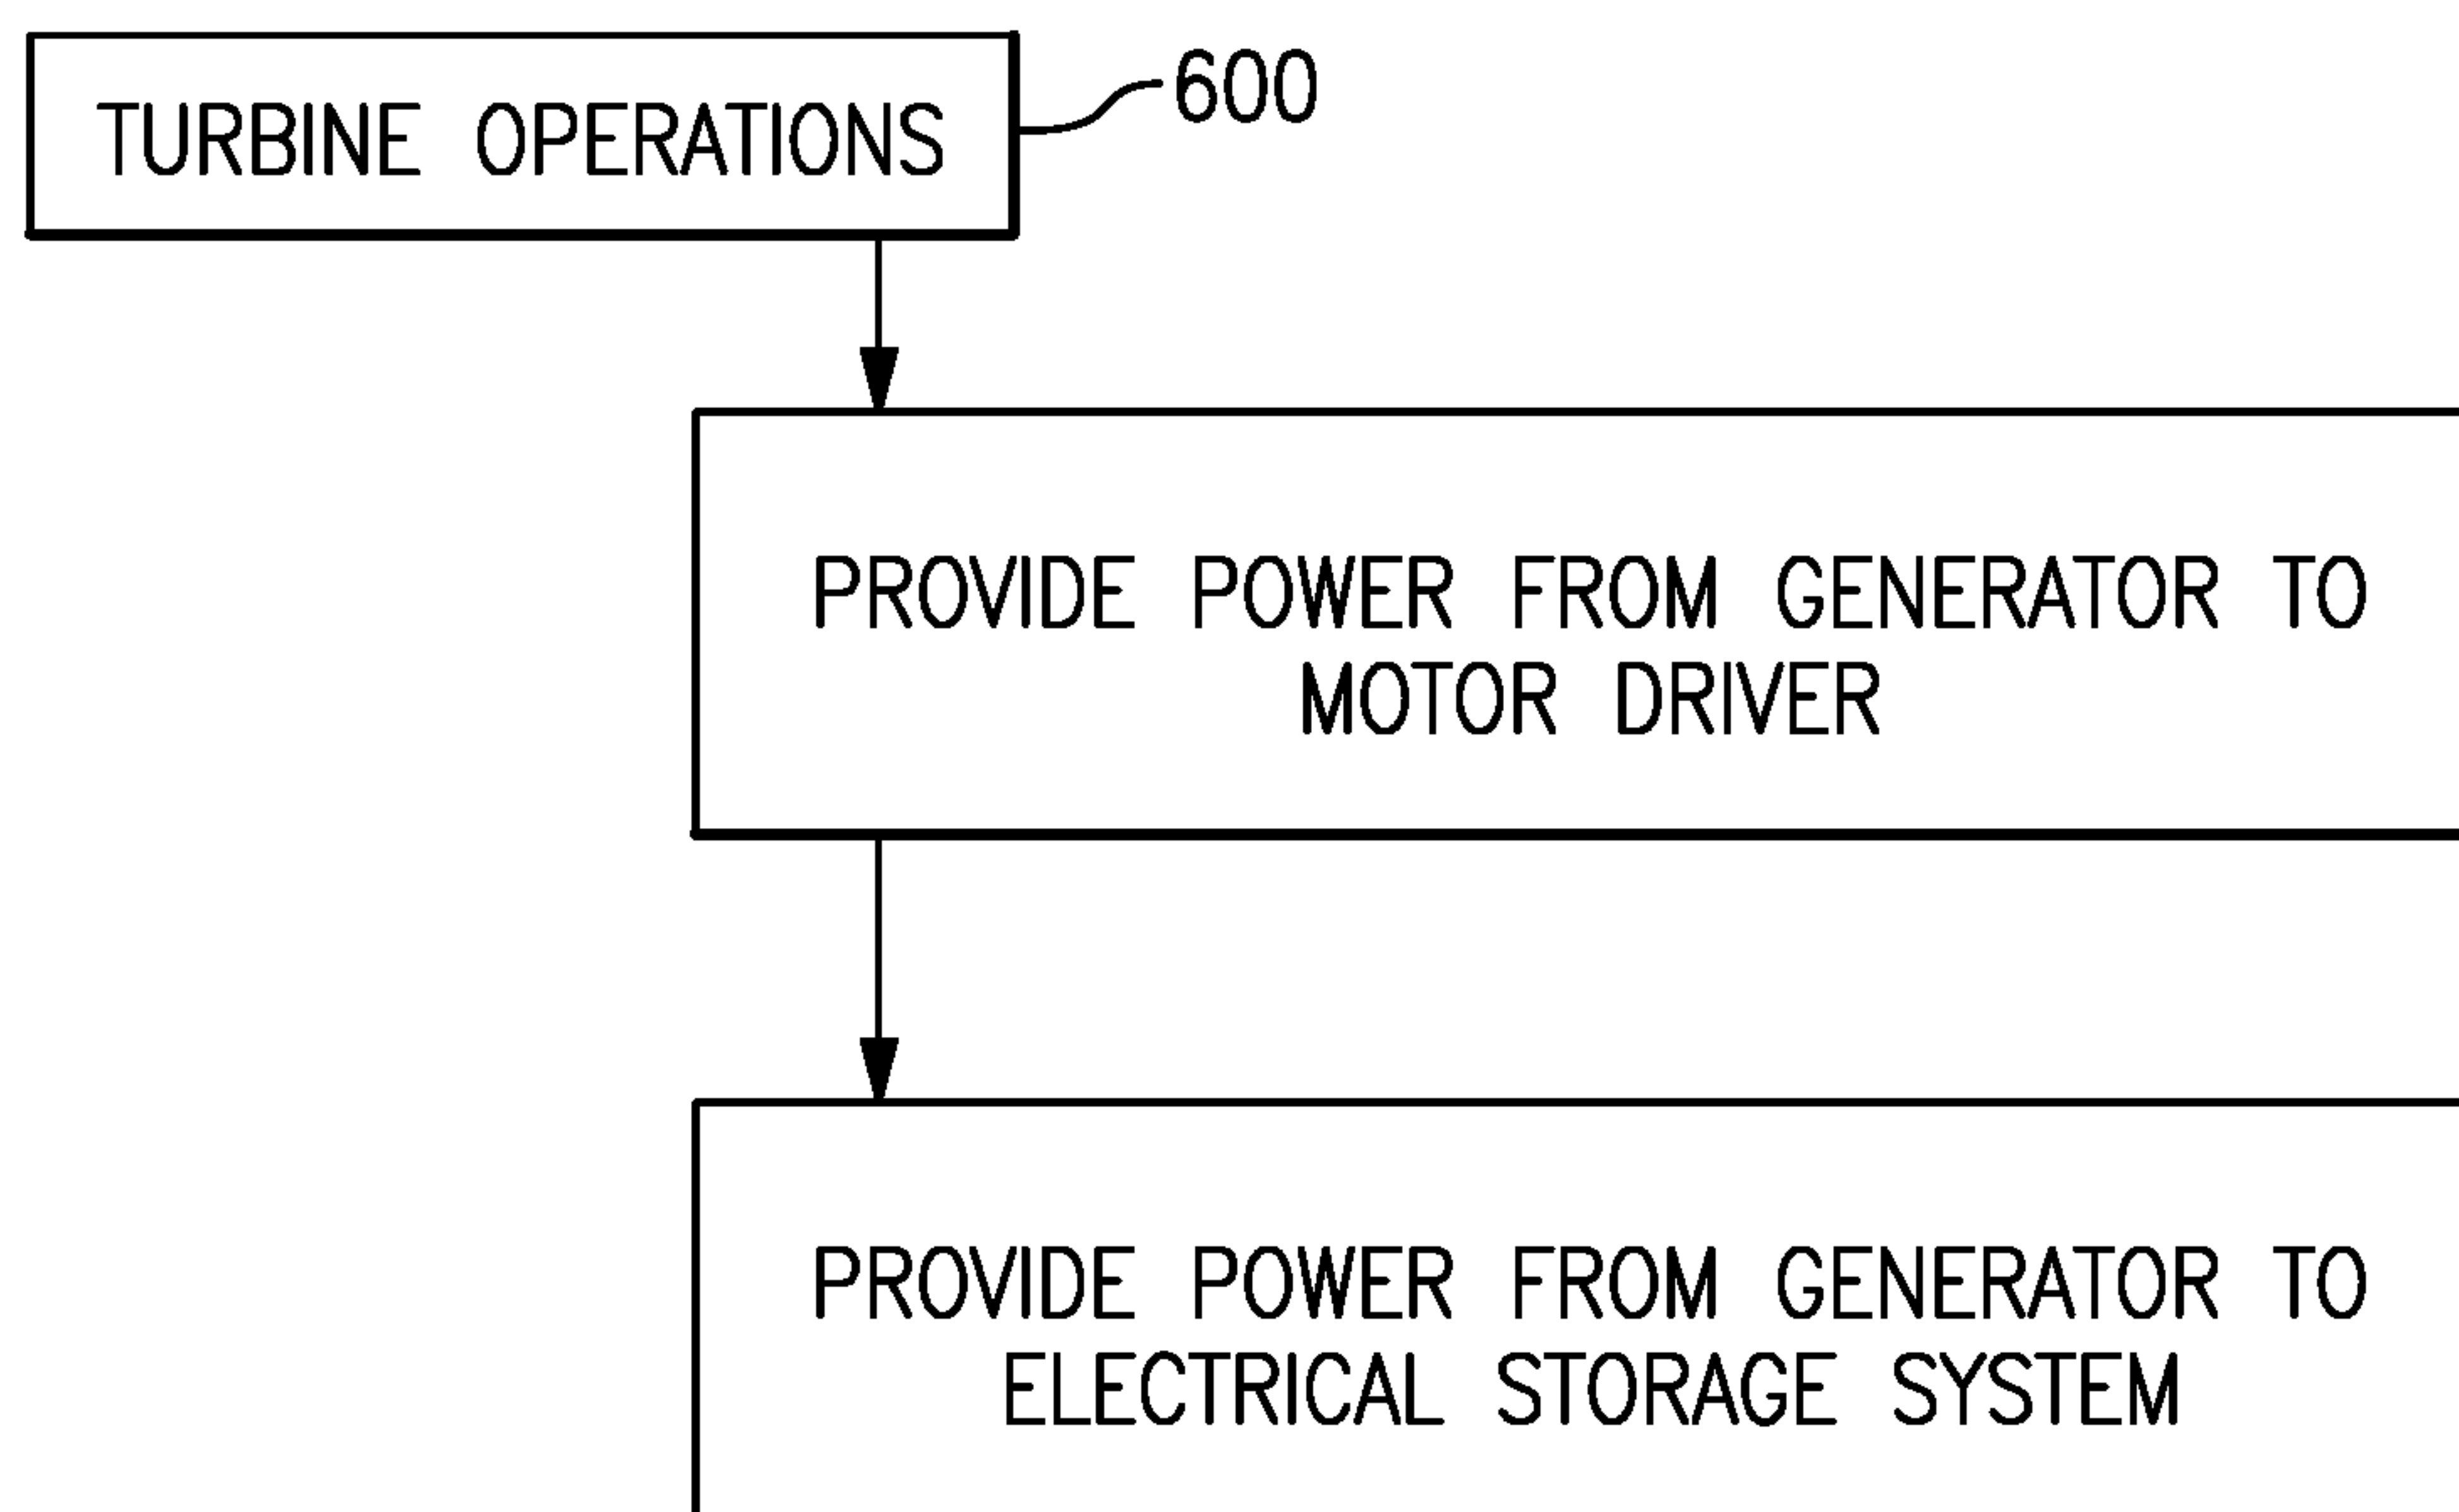 TURBINE OPERATIONS
600
PROVIDE POWER FROM GENERATOR TO
MOTOR DRIVER
PROVIDE POWER FROM GENERATOR TO
ELECTRICAL STORAGE SYSTEM